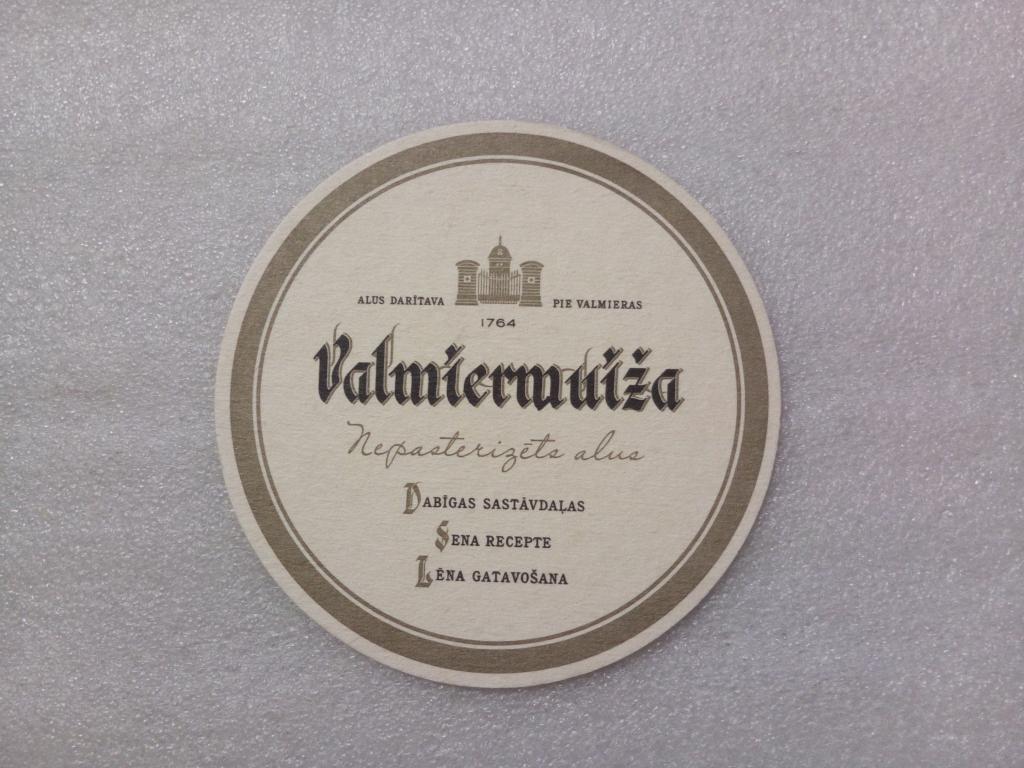 ALUS DARĪTAVA PIE VALMIERAS
1764
Valmiermuiža
Nepasterizēts alus
DABĪGAS SASTĀVDAĻAS
SENA RECEPTE
LĒNA GATAVOŠANA